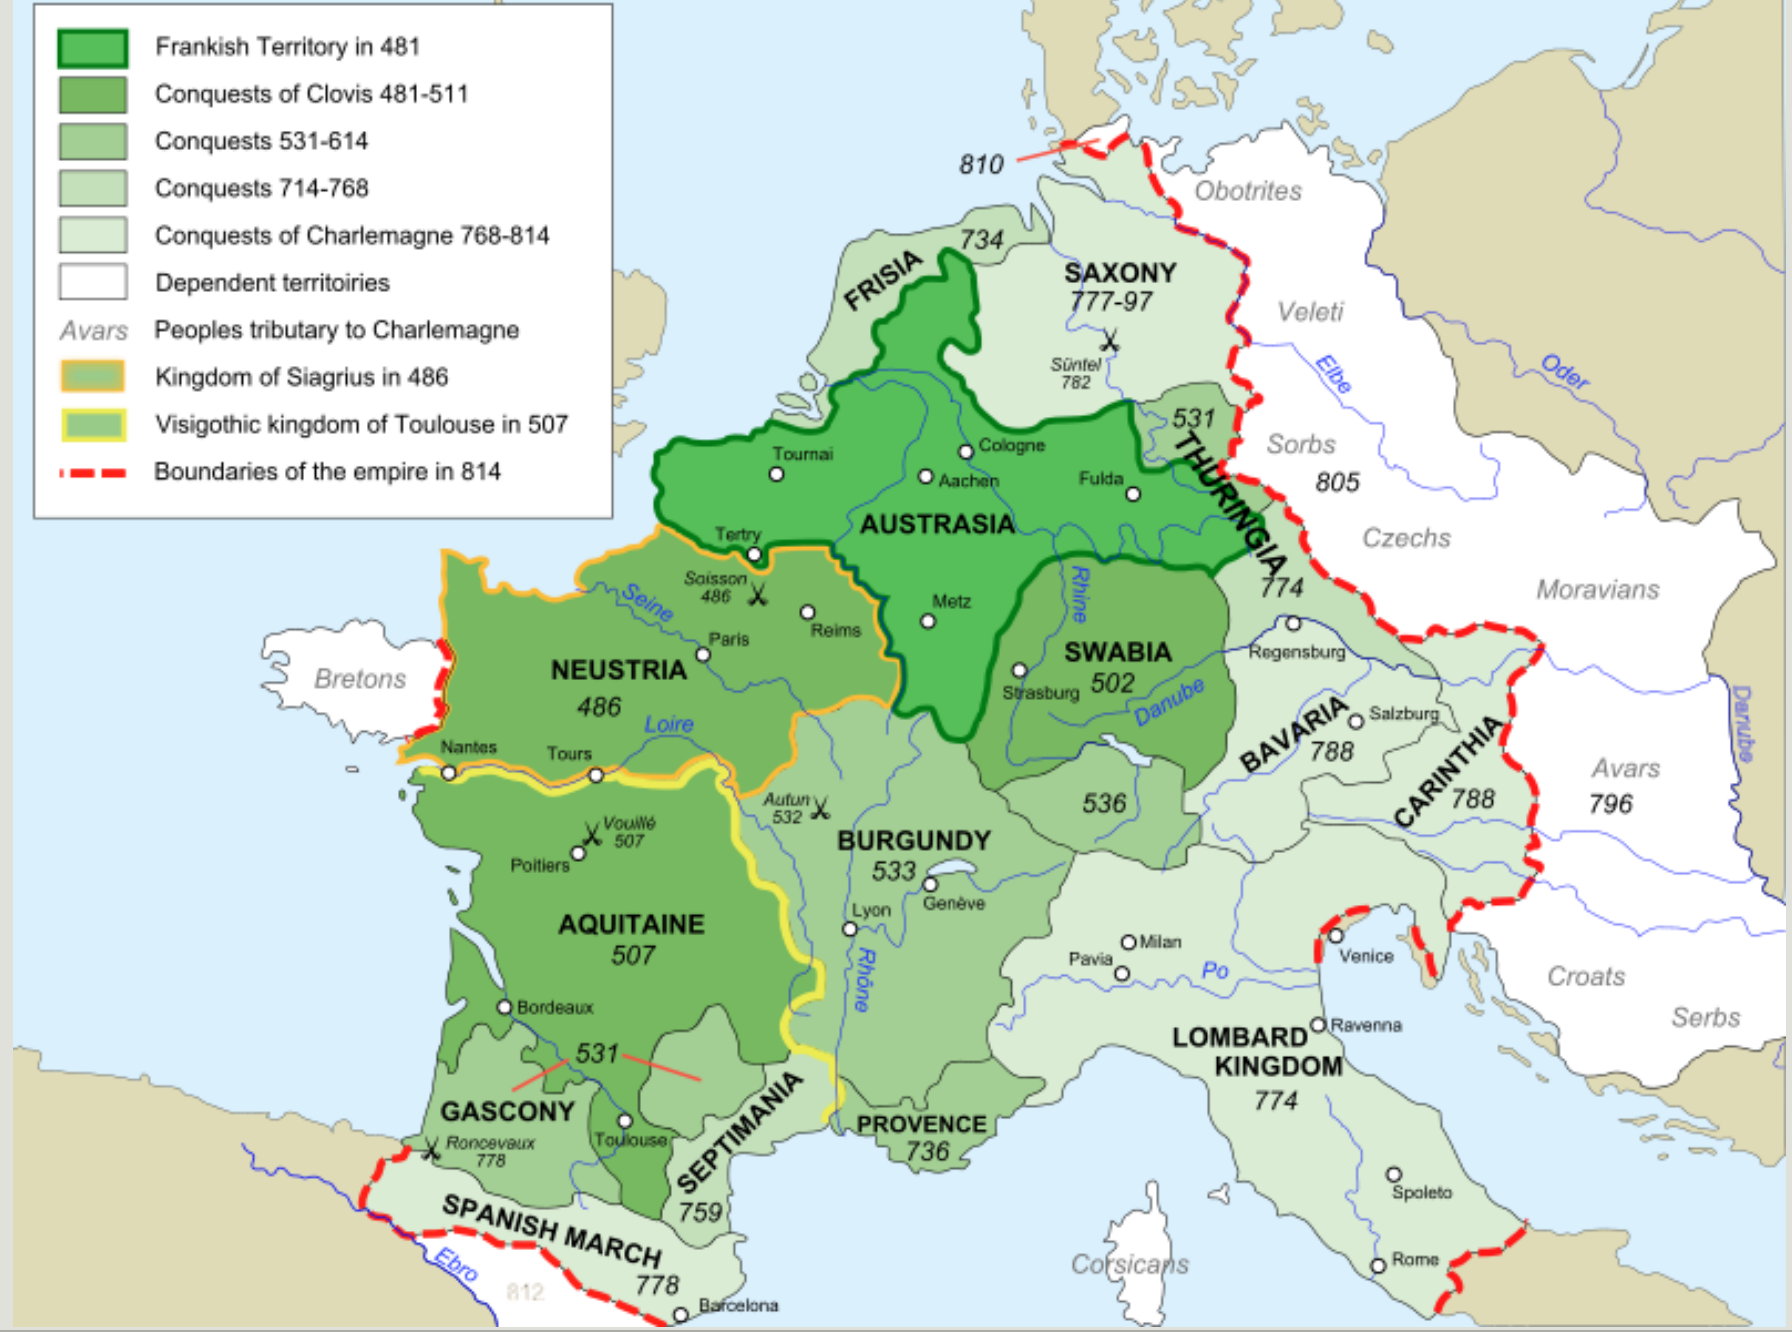 Frankish Territory in 481
Conquests of Clovis 481-511
Conquests 531-614
Conquests 714-768
Conquests of Charlemagne 768-814
Dependent territoiries
Avars Peoples tributary to Charlemagne
Kingdom of Siagrius in 486
Visigothic kingdom of Toulouse in 507
Boundaries of the empire in 814
810
Obotrites
734
FRISIA
SAXONY
777-97
Veleti
Süntel
782
Elbe
Oder
531
THURINGIA
Sorbs
805
Tournai
Cologne
Aachen
Fulda
AUSTRASIA
Czechs
Tertry
Soisson
486
Seine
Reims
Metz
Rhine
774
Moravians
Paris
Bretons
NEUSTRIA
486
SWABIA
502
Strasburg
Danube
Regensburg
Loire
Nantes
Tours
BAVARIA
788
Salzburg
CARINTHIA
788
Danube
Avars
796
Autun
532
536
Vouillé
507
Poitiers
BURGUNDY
533
Genève
Lyon
AQUITAINE
507
Rhône
Milan
Pavia
Po
Venice
Croats
Serbs
Bordeaux
531
Ravenna
LOMBARD
KINGDOM
774
GASCONY
Toulouse
SEPTIMANIA
759
PROVENCE
736
Roncevaux
778
Spoleto
SPANISH MARCH
778
Ebro
812
Barcelona
Corsicans
Rome